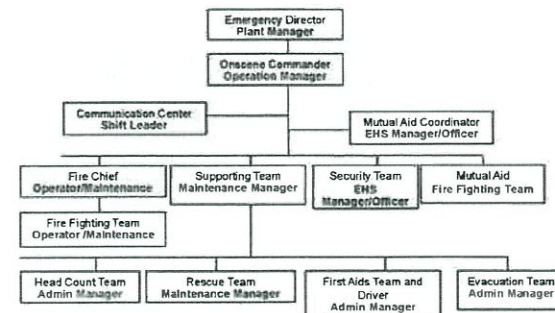 Emergency Director
Plant Manager
Onscene Commander
Operation Manager
Communication Center
Shift Leader
Mutual Aid Coordinator
EHS Manager/Officer
Fire Chief
Operator/Maintenance
Supporting Team
Maintenance Manager
Security Team
EHS
Manager/Officer
Mutual Aid
Fire Fighting Team
Fire Fighting Team
Operator /Maintenance
Head Count Team
Admin Manager
Rescue Team
Maintenance Manager
First Aids Team and
Driver
Admin Manager
Evacuation Team
Admin Manager